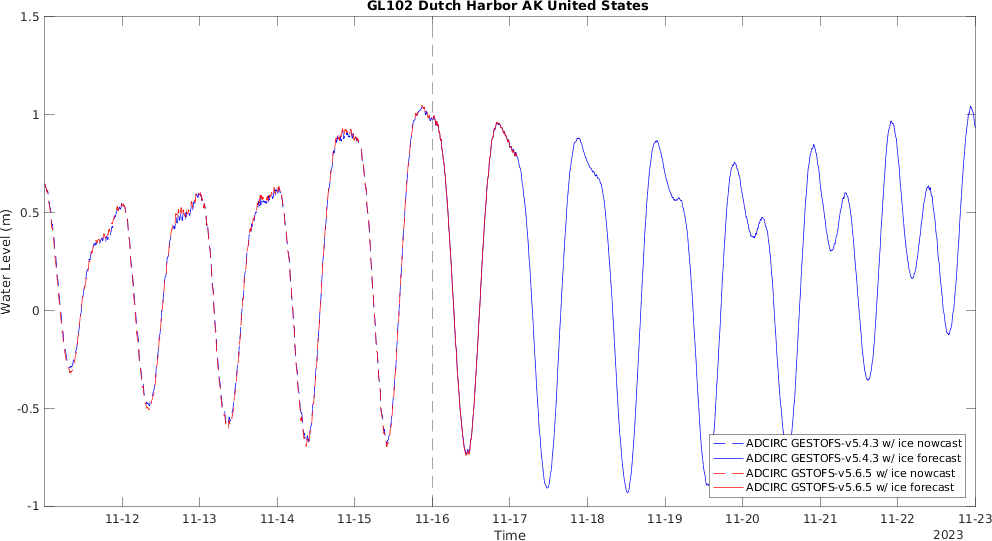 GL102 Dutch Harbor AK United States
1.5
1
0.5
0
-0.5
-1
Water Level (m)
ADCIRC GESTOFS-v5.4.3 w/ ice nowcast
ADCIRC GESTOFS-v5.4.3 w/ ice forecast
ADCIRC GSTOFS-v5.6.5 w/ ice nowcast
ADCIRC GSTOFS-v5.6.5 w/ ice forecast
11-12 11-13 11-14 11-15 11-16 11-17 11-18 11-19 11-20 11-21 11-22 11-23
Time
2023